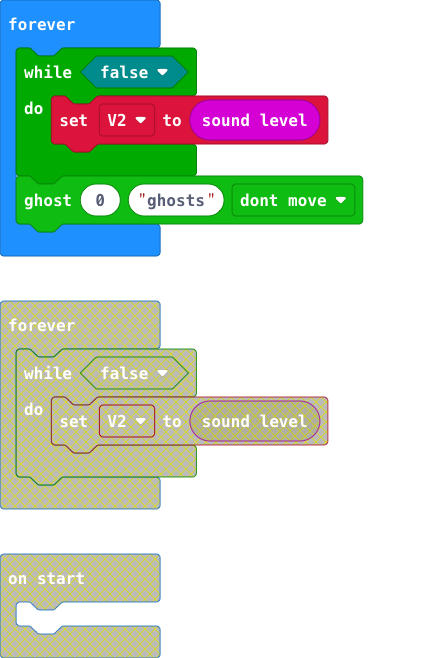 forever
while false
do
set V2 to sound level
ghost 0 "ghosts" dont move
forever
while false
do
set V2 to sound level
on start